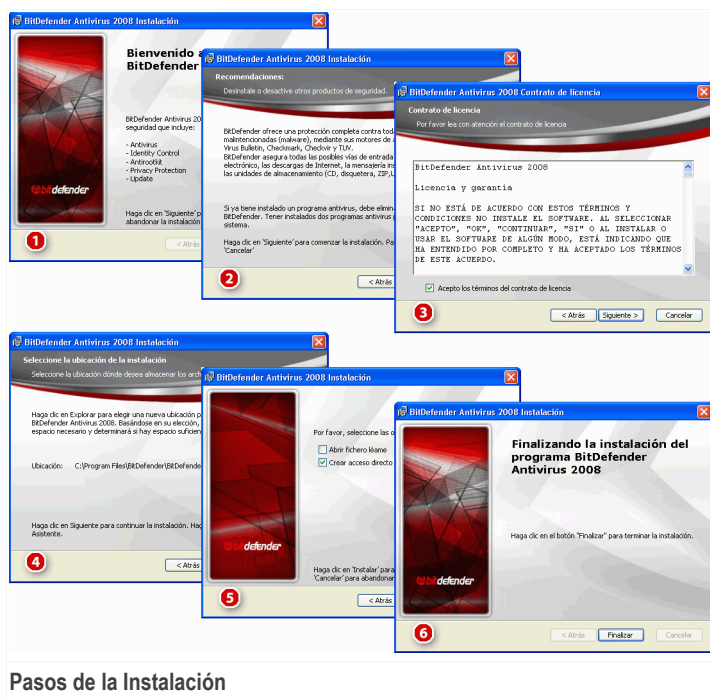 BitDefender Antivirus 2008 Instalación
Bienvenido
BitDefender
BitDefender Antivirus 20
seguridad que incluye:
- Antivirus
- Identity Control
- Antirootkit
- Privacy Protection
- Update
Haga clic en 'Siguiente'
abandonar la instalación
bitdefender
1
< Atrás
BitDefender Antivirus 2008 Instalación
Recomendaciones:
Desinstale o desactive otros productos de seguridad.
BitDefender ofrece una protección completa contra
malintencionadas (malware), mediante sus motores de
Virus Bulletin, Checkmark, Checkvir y TUV.
BitDefender asegura todas las posibles vías de entrada
electrónico, las descargas de Internet, la mensajería
las unidades de almacenamiento (CD, disquetera, ZIP,
Si ya tiene instalado un programa antivirus, debe
BitDefender. Tener instalados dos programas antivirus
sistema.
Haga clic en 'Siguiente' para comenzar la instalación.
'Cancelar'
2
< Atrás
BitDefender Antivirus 2008 Contrato de licencia
Contrato de licencia
Por favor lea con atención el contrato de licencia
BitDefender Antivirus 2008
Licencia y garantía
SI NO ESTÁ DE ACUERDO CON ESTOS TÉRMINOS Y
CONDICIONES NO INSTALE EL SOFTWARE. AL SELECCIONAR
"ACEPTO", "OK", "CONTINUAR", "SI" O AL INSTALAR O
USAR EL SOFTWARE DE ALGÚN MODO, ESTÁ INDICANDO QUE
HA ENTENDIDO POR COMPLETO Y HA ACEPTADO LOS TÉRMINOS
DE ESTE ACUERDO.
Acepto los términos del contrato de licencia
3
< Atrás Siguiente > Cancelar
BitDefender Antivirus 2008 Instalación
Seleccione la ubicación de la instalación
Seleccione la ubicación dónde desea almacenar los
Haga clic en Explorar para elegir una nueva ubicación
BitDefender Antivirus 2008. Basándose en su elección,
espacio necesario y determinará si hay espacio
Ubicación: C:\Program Files\BitDefender\BitDefende
Haga clic en Siguiente para continuar la instalación.
Asistente.
4
< Atrás
BitDefender Antivirus 2008 Instalación
Por favor, seleccione las
Abrir fichero léame
Crear acceso directo
bitdefender
Haga clic en 'Instalar' para
'Cancelar' para abandonar
5
< Atrás
BitDefender Antivirus 2008 Instalación
Finalizando la instalación del
programa BitDefender
Antivirus 2008
Haga clic en el botón "Finalizar" para terminar la instalación.
bitdefender
6
< Atrás Finalizar Cancelar
Pasos de la Instalación